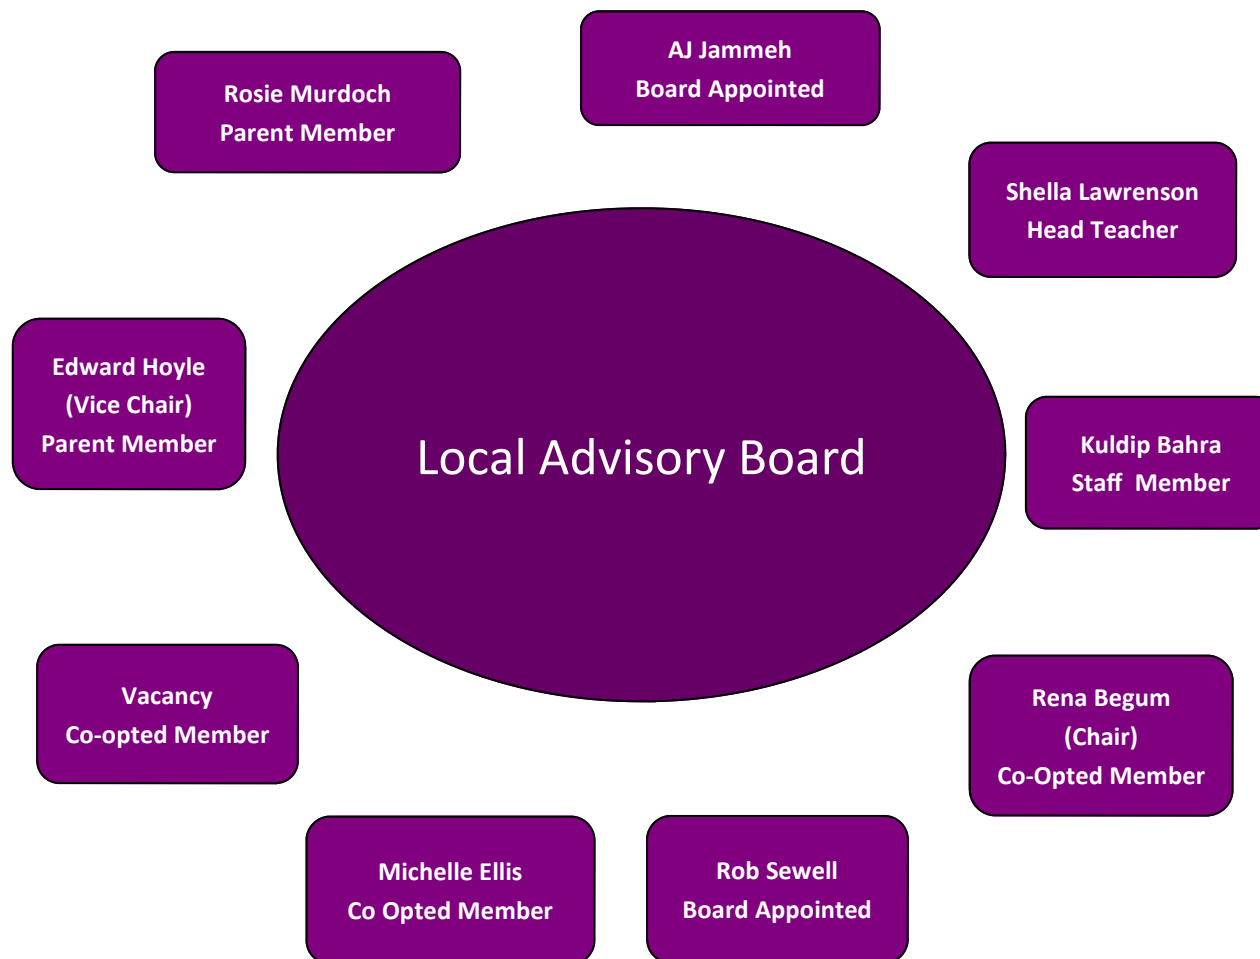 AJ Jammeh
Board Appointed
Rosie Murdoch
Parent Member
Shella Lawrenson
Head Teacher
Edward Hoyle
(Vice Chair)
Parent Member
Local Advisory Board
Kuldip Bahra
Staff  Member
Vacancy
Co-opted Member
Rena Begum
(Chair)
Co-Opted Member
Michelle Ellis
Co Opted Member
Rob Sewell
Board Appointed